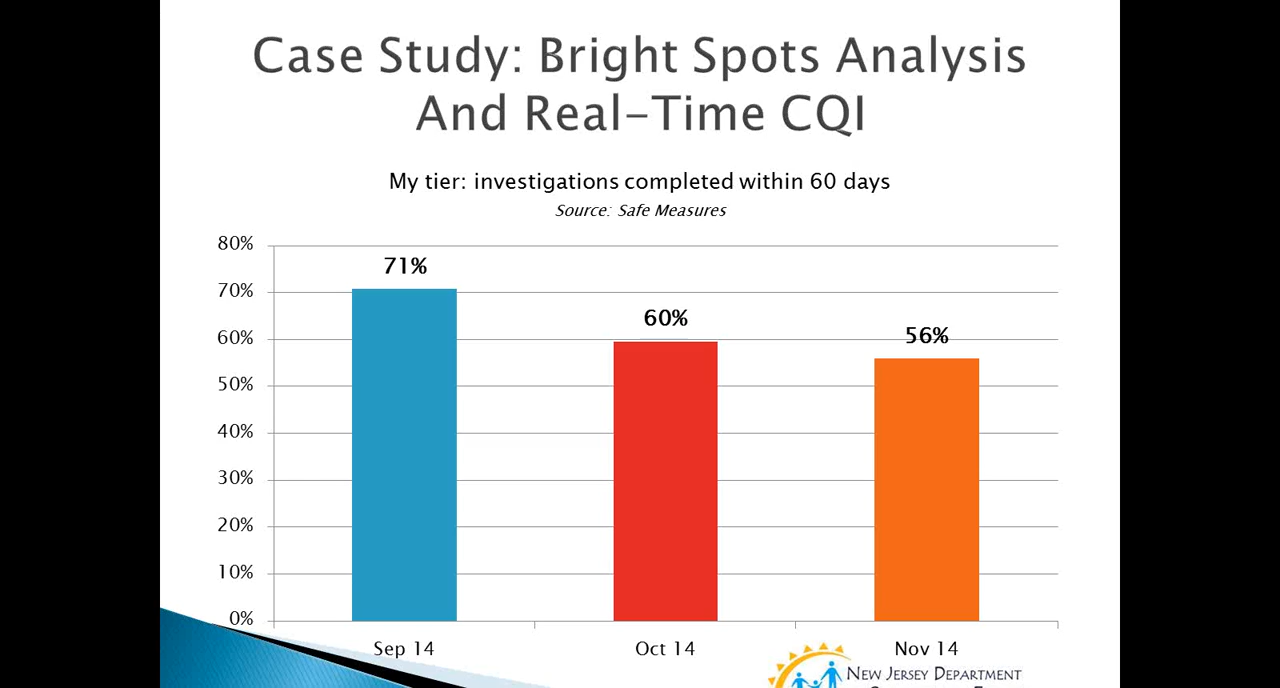 Case Study: Bright Spots Analysis
And Real-Time CQI
My tier: investigations completed within 60 days
Source: Safe Measures
80%
71%
70%
60%
60%
56%
50%
40%
30%
20%
10%
0%
Sep 14
Oct 14
Nov 14
NEW JERSEY DEPARTMENT